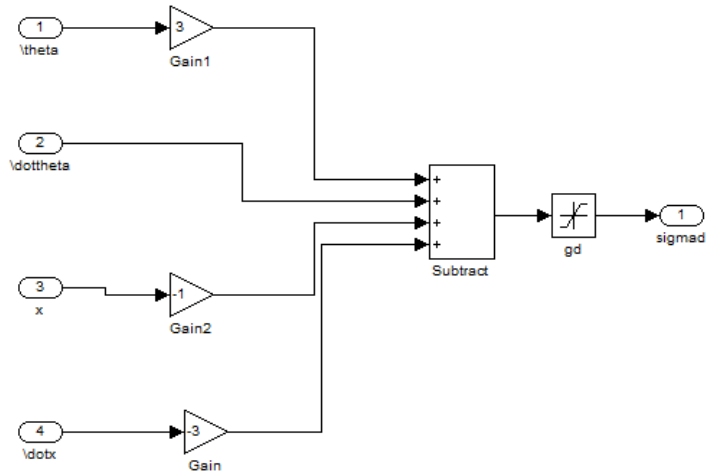 1
\theta
3
Gain1
2
\dottheta
+
+
+
+
Subtract
gd
1
sigmad
3
x
-1
Gain2
4
\dotx
-3
Gain